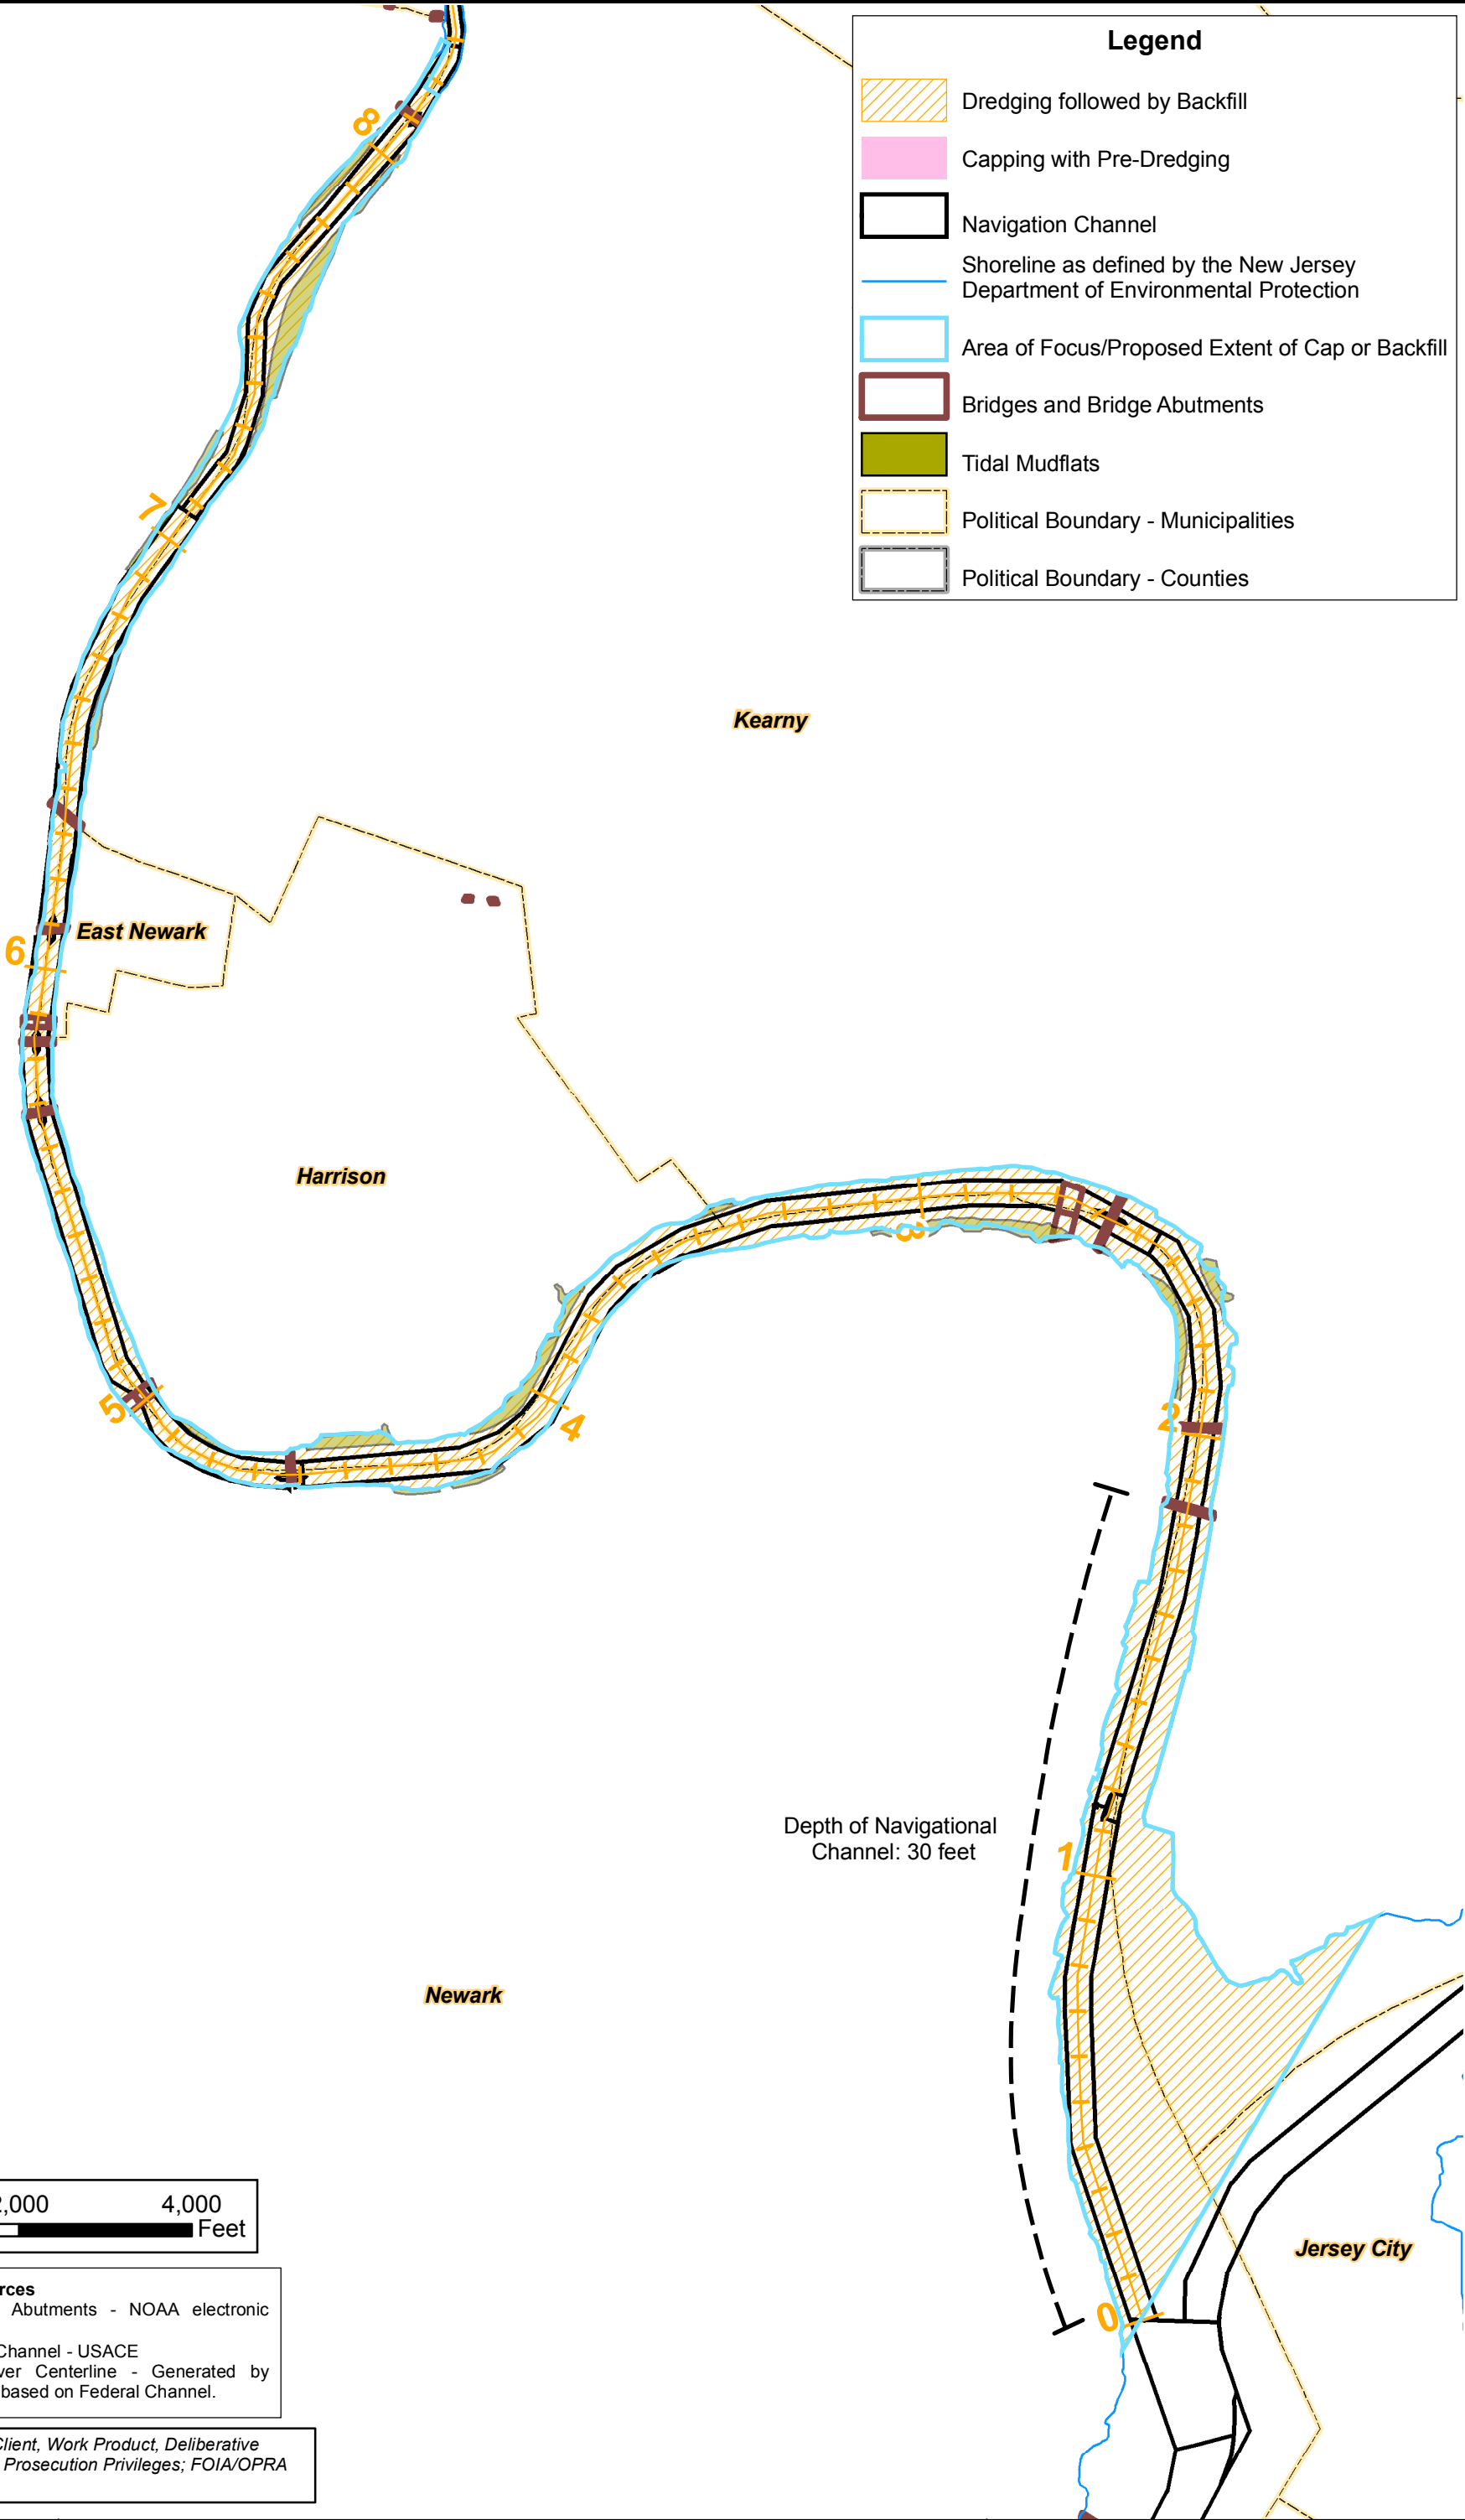 Legend
Dredging followed by Backfill
Capping with Pre-Dredging
Navigation Channel
Shoreline as defined by the New Jersey
Department of Environmental Protection
Area of Focus/Proposed Extent of Cap or Backfill
Bridges and Bridge Abutments
Tidal Mudflats
Political Boundary - Municipalities
Political Boundary - Counties
8
7
Kearny
East Newark
6
Harrison
3
5
4
2
Depth of Navigational
Channel: 30 feet
1
Newark
,000 4,000
Feet
Jersey City
0
Abutments - NOAA electronic
Channel - USACE
Centerline - Generated by
based on Federal Channel.
Client, Work Product, Deliberative
Prosecution Privileges; FOIA/OPRA